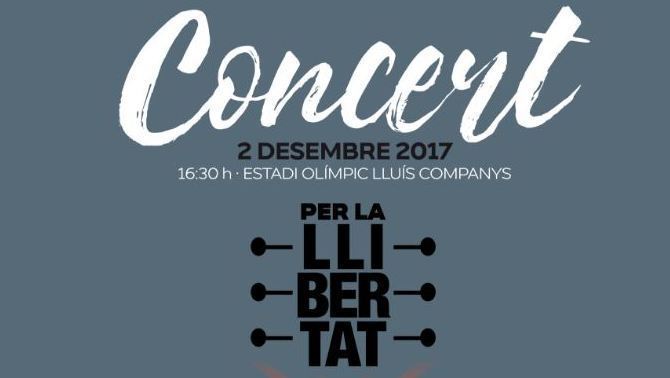 Concert
2 DESEMBRE 2017
16:30 h · ESTADI OLÍMPIC LLUÍS COMPANYS
PER LA
LLI
BER
TAT